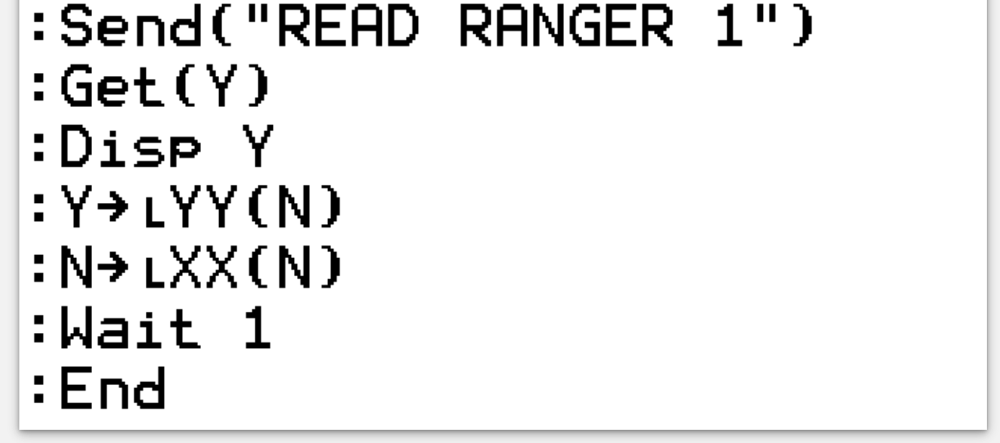 :Send("READ RANGER 1")
:Get(Y)
:Disp Y
:Y→ʟYY(N)
:N→ʟXX(N)
:Wait 1
:End